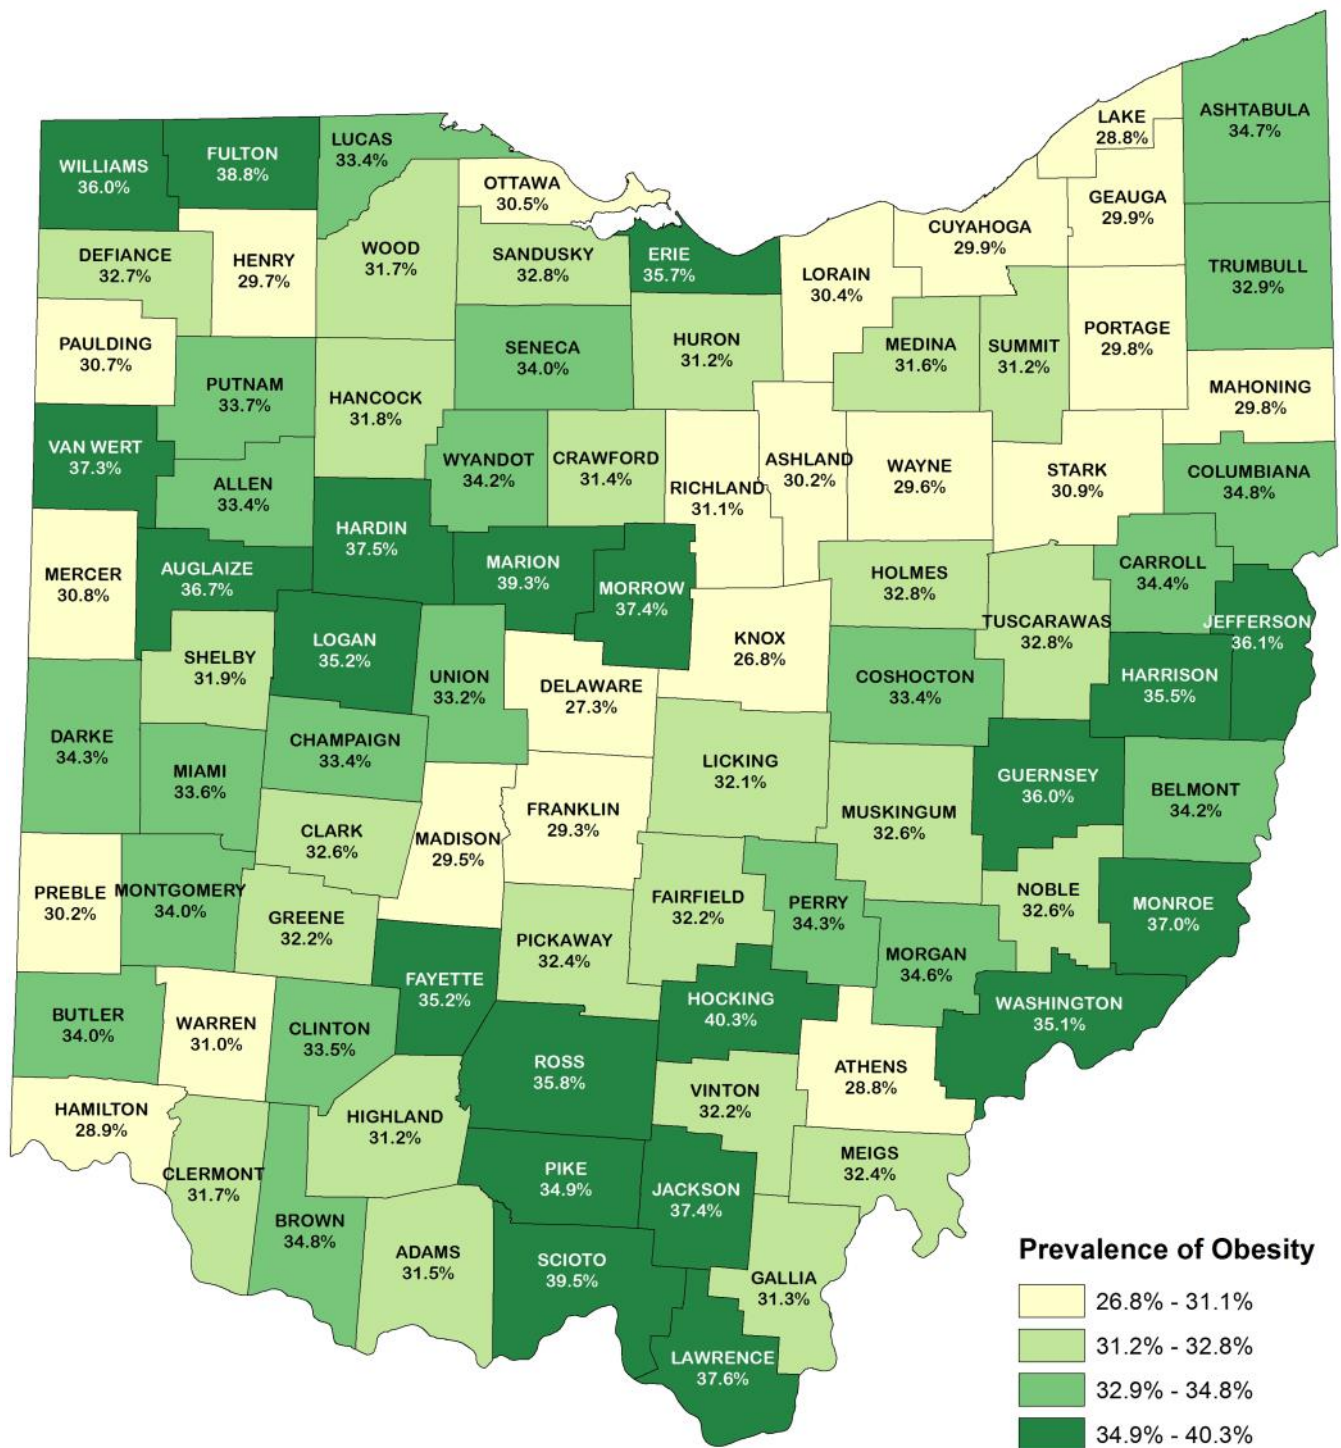 LAKE
28.8%
ASHTABULA
34.7%
LUCAS
33.4%
FULTON
38.8%
WILLIAMS
36.0%
OTTAWA
30.5%
GEAUGA
29.9%
CUYAHOGA
29.9%
DEFIANCE
32.7%
HENRY
29.7%
WOOD
31.7%
SANDUSKY
32.8%
ERIE
35.7%
LORAIN
30.4%
TRUMBULL
32.9%
PAULDING
30.7%
PUTNAM
33.7%
HANCOCK
31.8%
SENECA
34.0%
HURON
31.2%
MEDINA
31.6%
SUMMIT
31.2%
PORTAGE
29.8%
MAHONING
29.8%
VAN WERT
37.3%
ALLEN
33.4%
WYANDOT
34.2%
CRAWFORD
31.4%
RICHLAND
31.1%
ASHLAND
30.2%
WAYNE
29.6%
STARK
30.9%
COLUMBIANA
34.8%
MERCER
30.8%
AUGLAIZE
36.7%
HARDIN
37.5%
MARION
39.3%
MORROW
37.4%
HOLMES
32.8%
CARROLL
34.4%
SHELBY
31.9%
LOGAN
35.2%
UNION
33.2%
DELAWARE
27.3%
KNOX
26.8%
COSHOCTON
33.4%
TUSCARAWAS
32.8%
HARRISON
35.5%
JEFFERSON
36.1%
DARKE
34.3%
MIAMI
33.6%
CHAMPAIGN
33.4%
LICKING
32.1%
GUERNSEY
36.0%
BELMONT
34.2%
CLARK
32.6%
MADISON
29.5%
FRANKLIN
29.3%
MUSKINGUM
32.6%
PREBLE
30.2%
MONTGOMERY
34.0%
GREENE
32.2%
PICKAWAY
32.4%
FAIRFIELD
32.2%
PERRY
34.3%
MORGAN
34.6%
NOBLE
32.6%
MONROE
37.0%
BUTLER
34.0%
WARREN
31.0%
CLINTON
33.5%
FAYETTE
35.2%
HOCKING
40.3%
WASHINGTON
35.1%
HAMILTON
28.9%
CLERMONT
31.7%
HIGHLAND
31.2%
ROSS
35.8%
VINTON
32.2%
ATHENS
28.8%
MEIGS
32.4%
BROWN
34.8%
ADAMS
31.5%
PIKE
34.9%
JACKSON
37.4%
SCIOTO
39.5%
GALLIA
31.3%
LAWRENCE
37.6%
Prevalence of Obesity
26.8% - 31.1%
31.2% - 32.8%
32.9% - 34.8%
34.9% - 40.3%